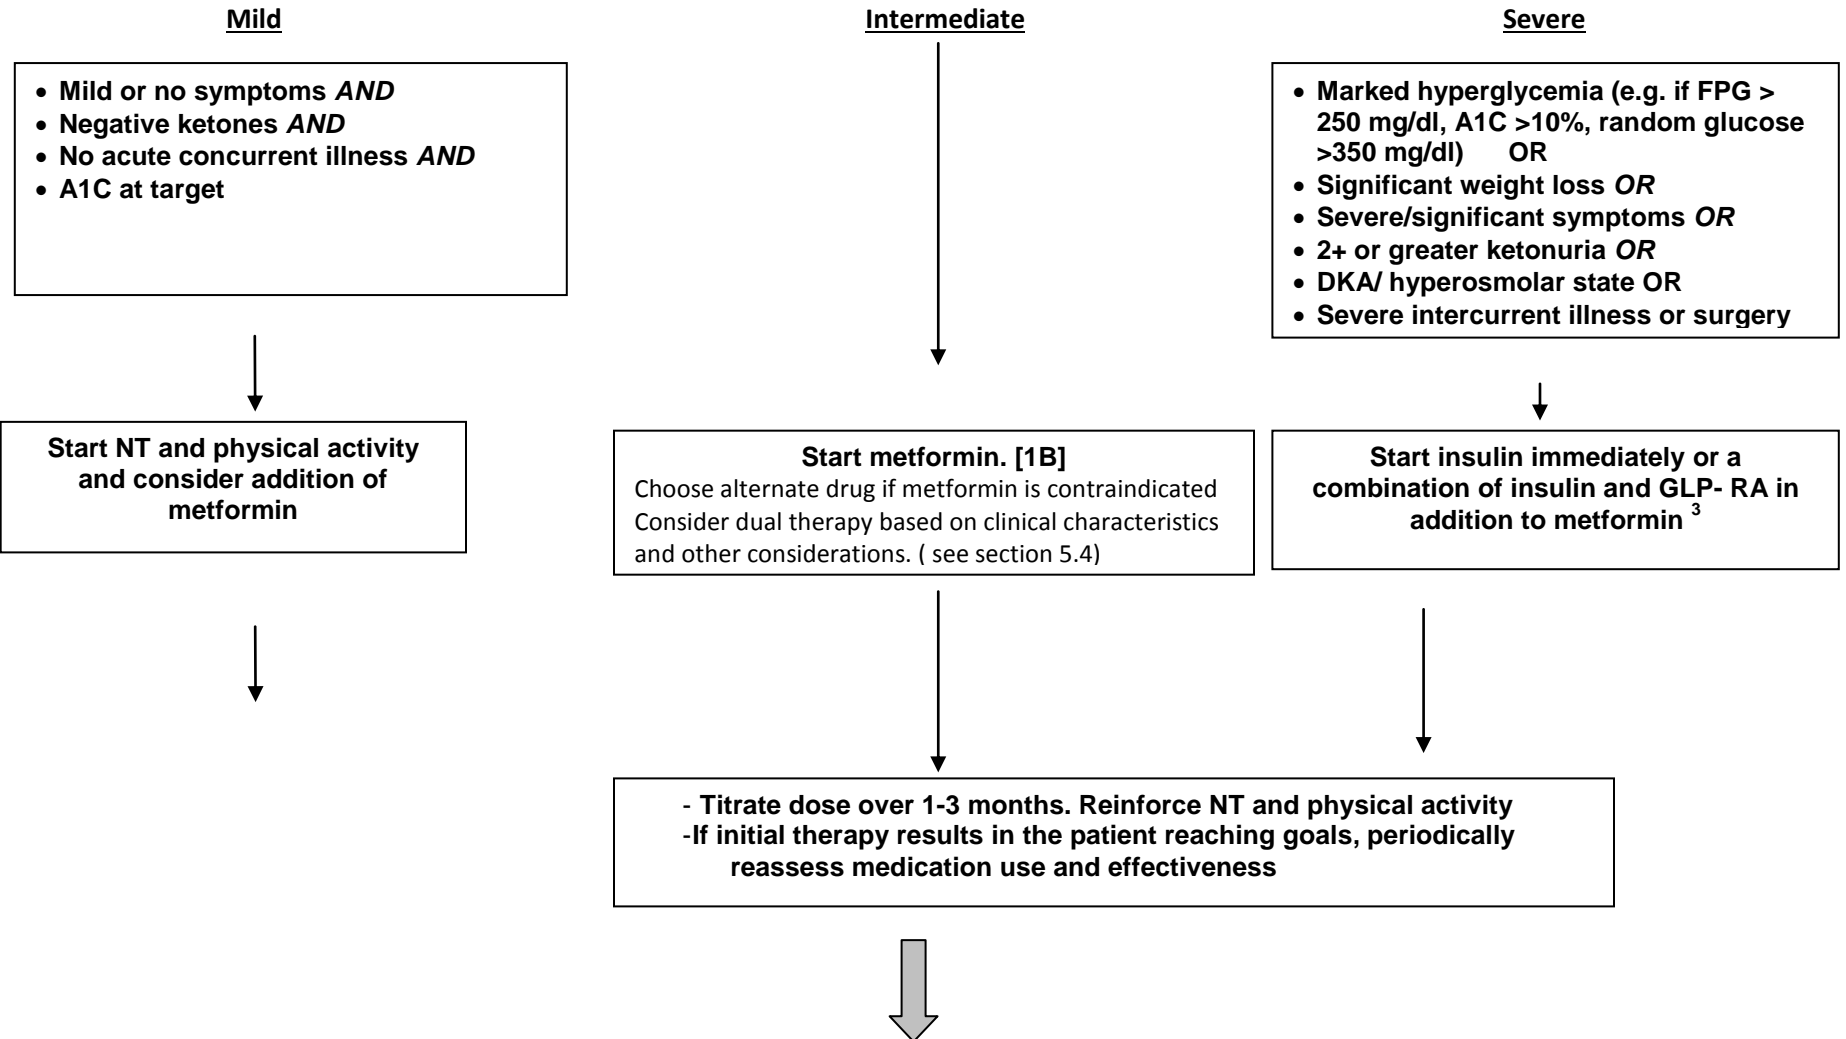 Mild
Intermediate
Severe
• Mild or no symptoms AND
• Negative ketones AND
• No acute concurrent illness AND
• A1C at target
• Marked hyperglycemia (e.g. if FPG >
250 mg/dl, A1C >10%, random glucose
>350 mg/dl) OR
• Significant weight loss OR
• Severe/significant symptoms OR
• 2+ or greater ketonuria OR
• DKA/ hyperosmolar state OR
• Severe intercurrent illness or surgery
Start NT and physical activity
and consider addition of
metformin
Start metformin. [1B]
Choose alternate drug if metformin is contraindicated
Consider dual therapy based on clinical characteristics
and other considerations. ( see section 5.4)
Start insulin immediately or a
combination of insulin and GLP- RA in
addition to metformin 3
- Titrate dose over 1-3 months. Reinforce NT and physical activity
-If initial therapy results in the patient reaching goals, periodically
reassess medication use and effectiveness